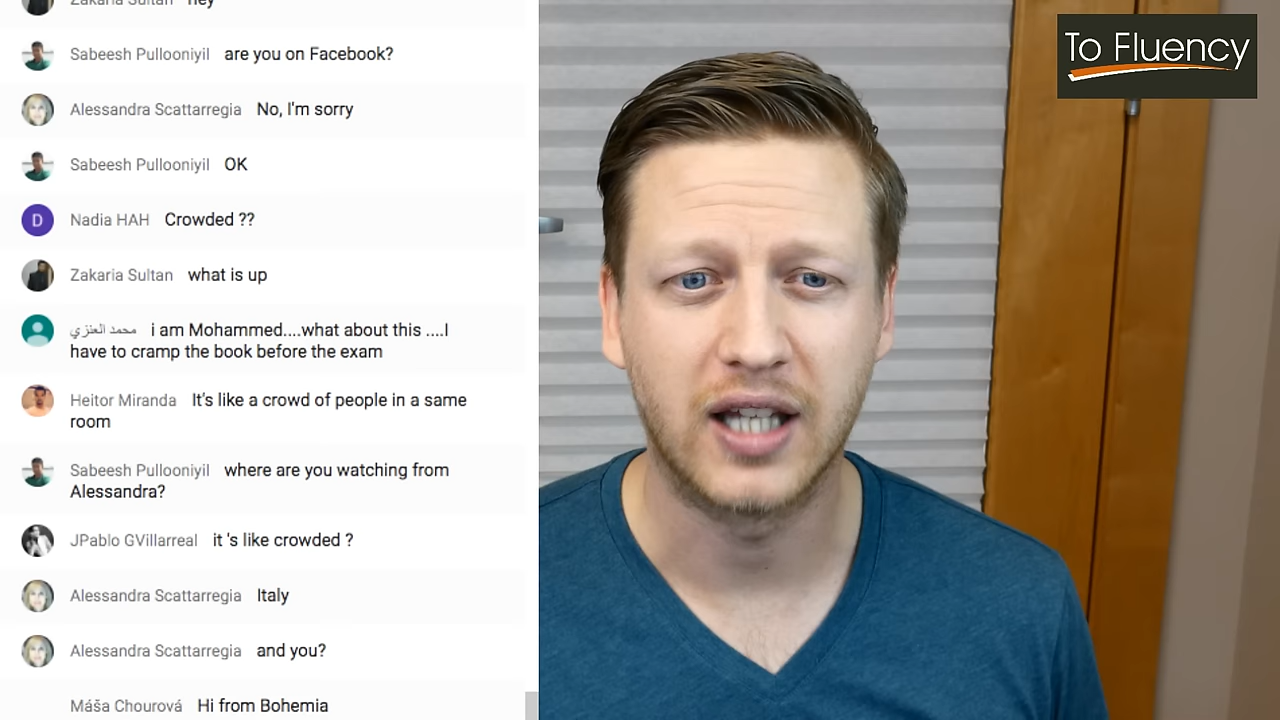 Zakaria Sultan hey
Sabeesh Pullooniyil are you on Facebook?
Alessandra Scattarregia No, I'm sorry
Sabeesh Pullooniyil OK
D Nadia HAH Crowded ??
Zakaria Sultan what is up
محمد العنزي i am Mohammed....what about this ....I
have to cramp the book before the exam
Heitor Miranda It's like a crowd of people in a same
room
Sabeesh Pullooniyil where are you watching from
Alessandra?
JPablo GVillarreal it 's like crowded ?
Alessandra Scattarregia Italy
Alessandra Scattarregia and you?
Máša Chourová Hi from Bohemia
To Fluency